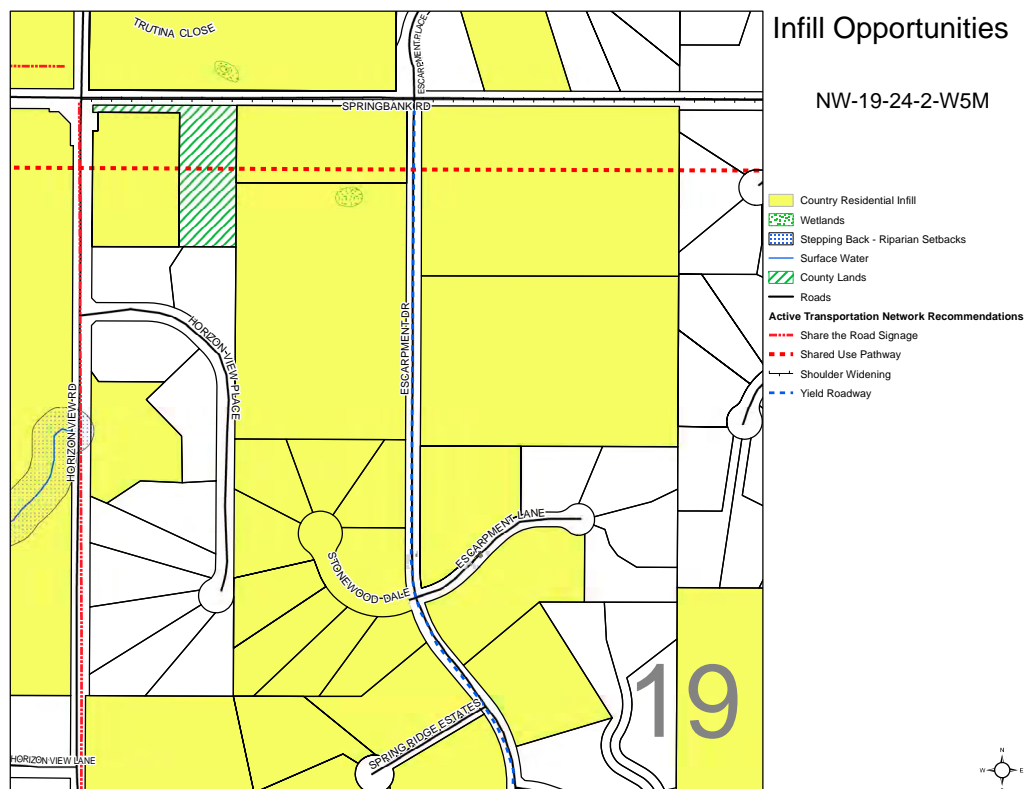 Infill Opportunities
NW-19-24-2-W5M
TRUTINA CLOSE
ESCARPMENT PLACE
SPRINGBANK RD
HORIZON VIEW RD
HORIZON VIEW PLACE
ESCARPMENT DR
ESCARPMENT LANE
STONEWOOD DALE
SPRING RIDGE ESTATES
HORIZON VIEW LANE
19
Country Residential Infill
Wetlands
Stepping Back - Riparian Setbacks
Surface Water
County Lands
Roads
Active Transportation Network Recommendations
Share the Road Signage
Shared Use Pathway
Shoulder Widening
Yield Roadway
N
W
E